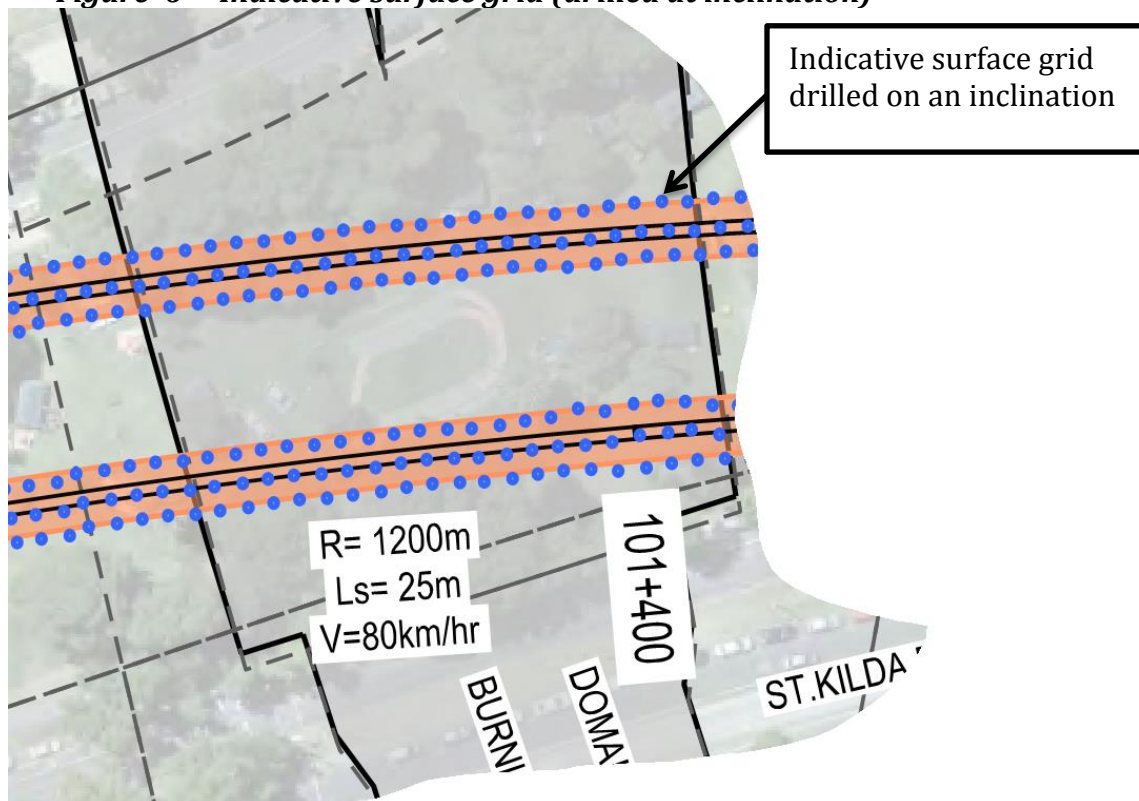 Indicative surface grid
drilled on an inclination
R= 1200m
Ls= 25m
V=80km/hr
101+400
ST.KILDA